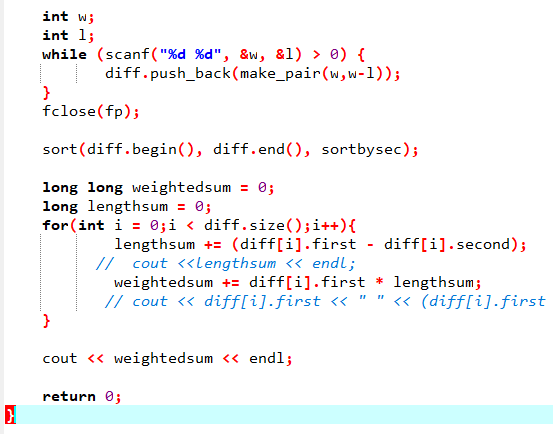 int w;
int l;
while (scanf("%d %d", &w, &l) > 0) {
diff.push_back(make_pair(w,w-l));
}
fclose(fp);
sort(diff.begin(), diff.end(), sortbysec);
long long weightedsum = 0;
long lengthsum = 0;
for(int i = 0;i < diff.size();i++){
lengthsum += (diff[i].first - diff[i].second);
//  cout <<lengthsum << endl;
weightedsum += diff[i].first * lengthsum;
// cout << diff[i].first << " " << (diff[i].first
}
cout << weightedsum << endl;
return 0;
}